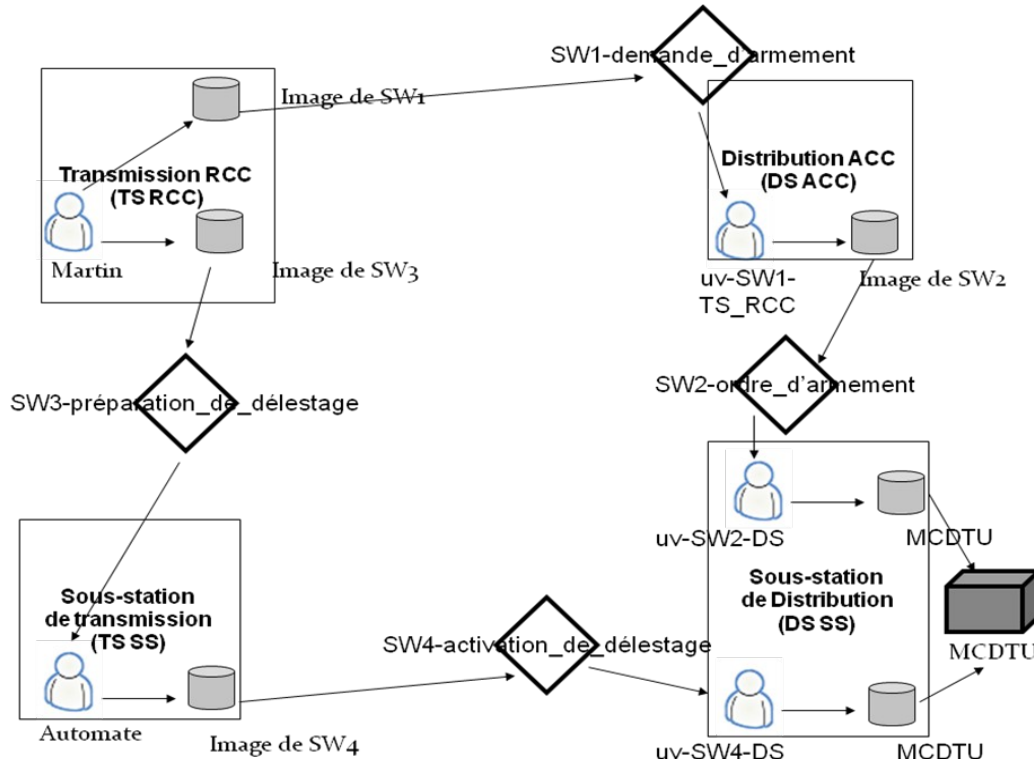 SW1-demande_d'armement
Image de SW1
Transmission RCC
(TS RCC)
Distribution ACC
(DS ACC)
Martin
Image de SW3
uv-SW1-
TS_RCC
Image de SW2
SW3-préparation_de_délestage
SW2-ordre_d'armement
uv-SW2-DS
MCDTU
Sous-station
de transmission
(TS SS)
Sous-station
de Distribution
(DS SS)
SW4-activation_de_délestage
MCDTU
Automate
Image de SW4
uv-SW4-DS
MCDTU